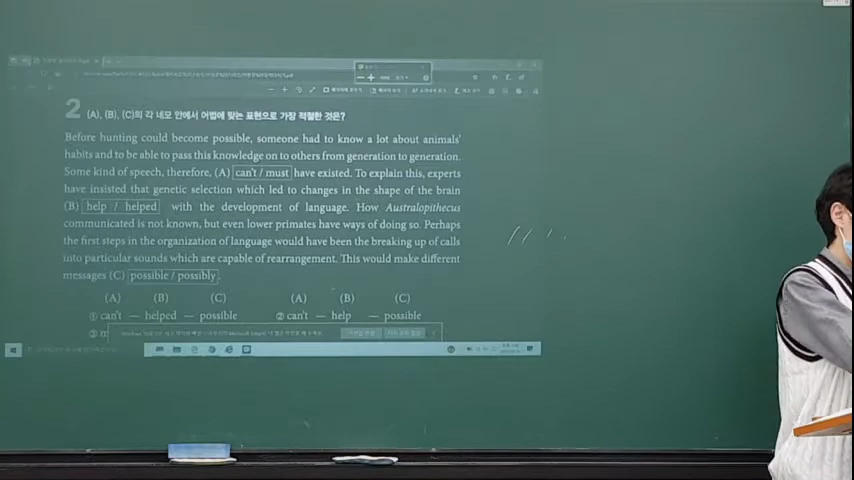 2 (A), (B), (C)의 각 네모 안에서 어법에 맞는 표현으로 가장 적절한 것은?
Before hunting could become possible, someone had to know a lot about animals'
habits and to be able to pass this knowledge on to others from generation to generation.
Some kind of speech, therefore, (A) can't / must have existed. To explain this, experts
have insisted that genetic selection which led to changes in the shape of the brain
(B) help / helped with the development of language. How Australopithecus
communicated is not known, but even lower primates have ways of doing so. Perhaps
the first steps in the organization of language would have been the breaking up of calls
into particular sounds which are capable of rearrangement. This would make different
messages (C) possible / possibly.
(A) (B) (C) (A) (B) (C)
① can't — helped — possible ② can't — help — possible
③ m